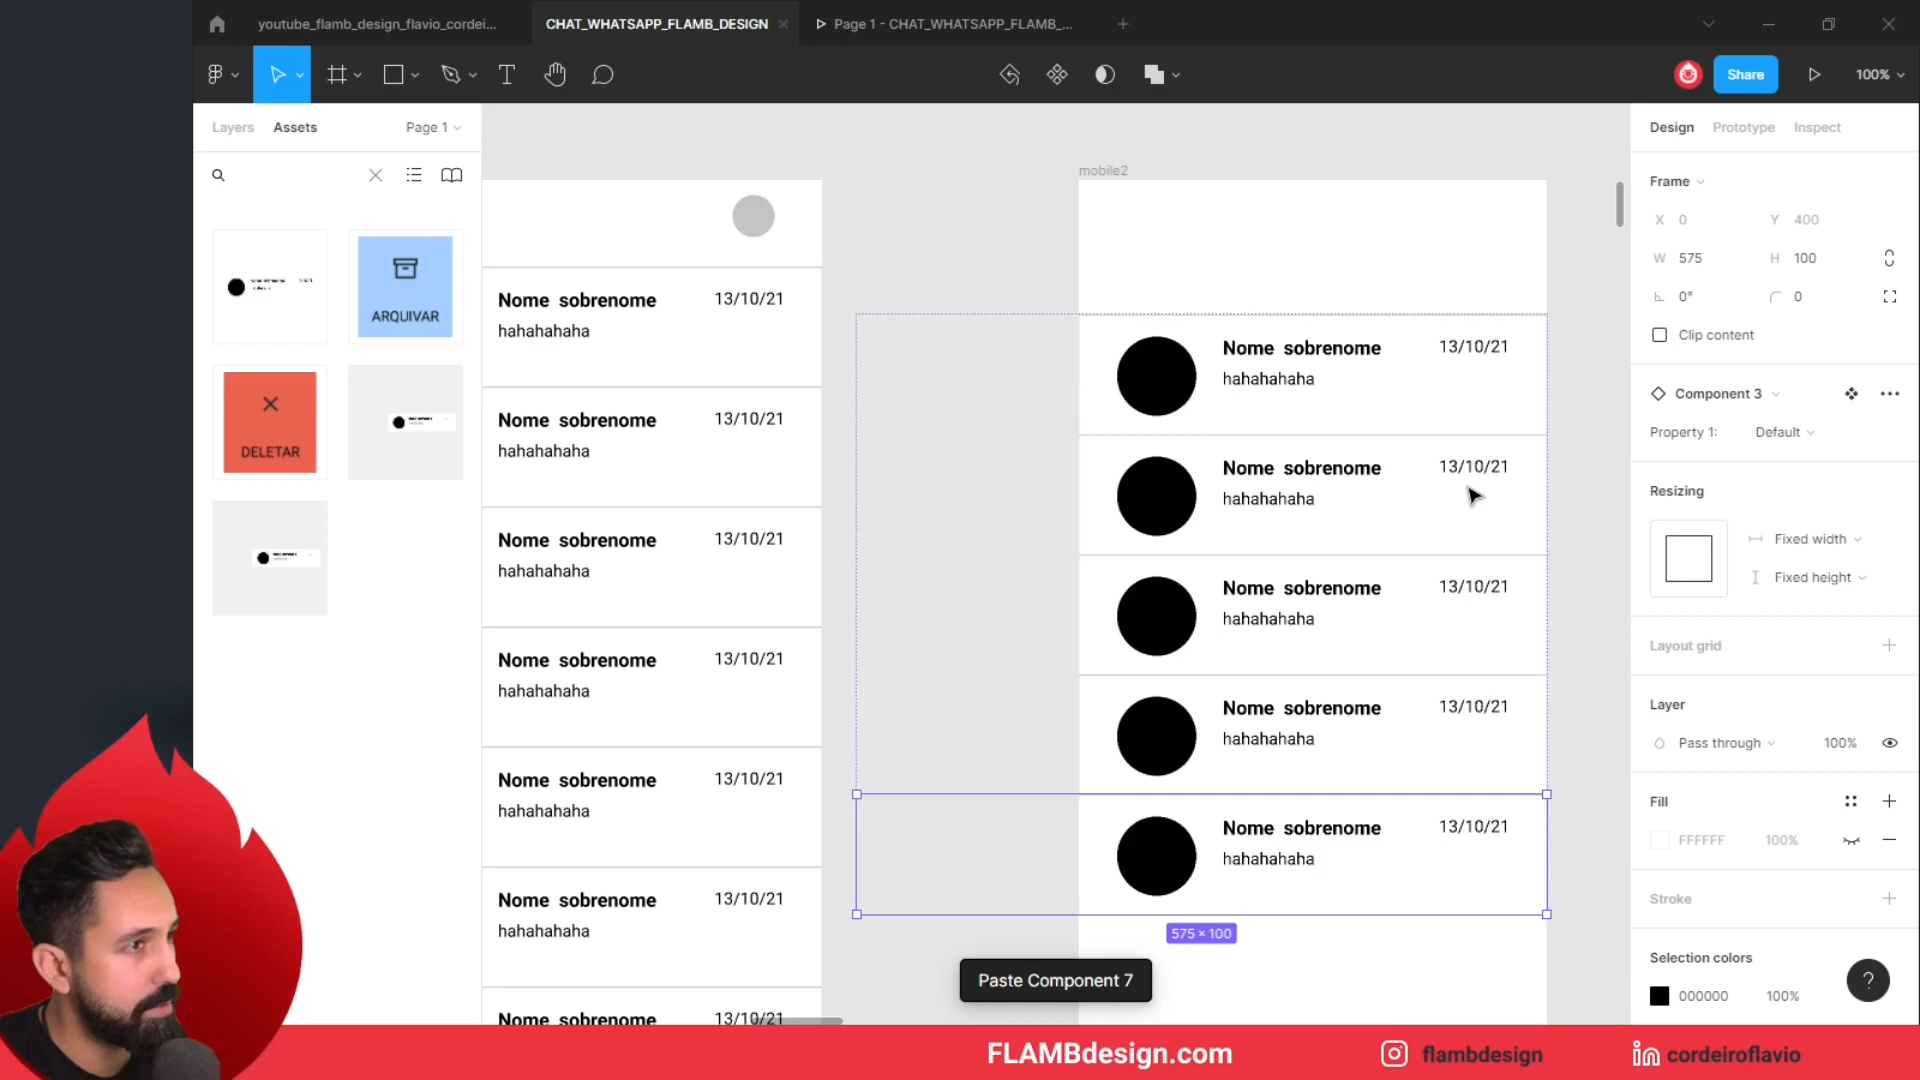 youtube_flamb_design_flavio_cordei...
CHAT_WHATSAPP_FLAMB_DESIGN
Page 1 - CHAT_WHATSAPP_FLAMB_...
Share
100%
Layers
Assets
Page 1
ARQUIVAR
DELETAR
Nome sobrenome 13/10/21
hahahahaha
Nome sobrenome 13/10/21
hahahahaha
Nome sobrenome 13/10/21
hahahahaha
Nome sobrenome 13/10/21
hahahahaha
Nome sobrenome 13/10/21
hahahahaha
Nome sobrenome 13/10/21
hahahahaha
Nome sobrenome 13/10/21
mobile2
Nome sobrenome 13/10/21
hahahahaha
Nome sobrenome 13/10/21
hahahahaha
Nome sobrenome 13/10/21
hahahahaha
Nome sobrenome 13/10/21
hahahahaha
Nome sobrenome 13/10/21
hahahahaha
575 × 100
Paste Component 7
Design Prototype Inspect
Frame
X 0 Y 400
W 575 H 100
0° 0
Clip content
Component 3
Property 1: Default
Resizing
Fixed width
Fixed height
Layout grid
Layer
Pass through 100%
Fill
FFFFFF 100%
Stroke
Selection colors
000000 100%
?
FLAMBdesign.com
flambdesign
in cordeiroflavio